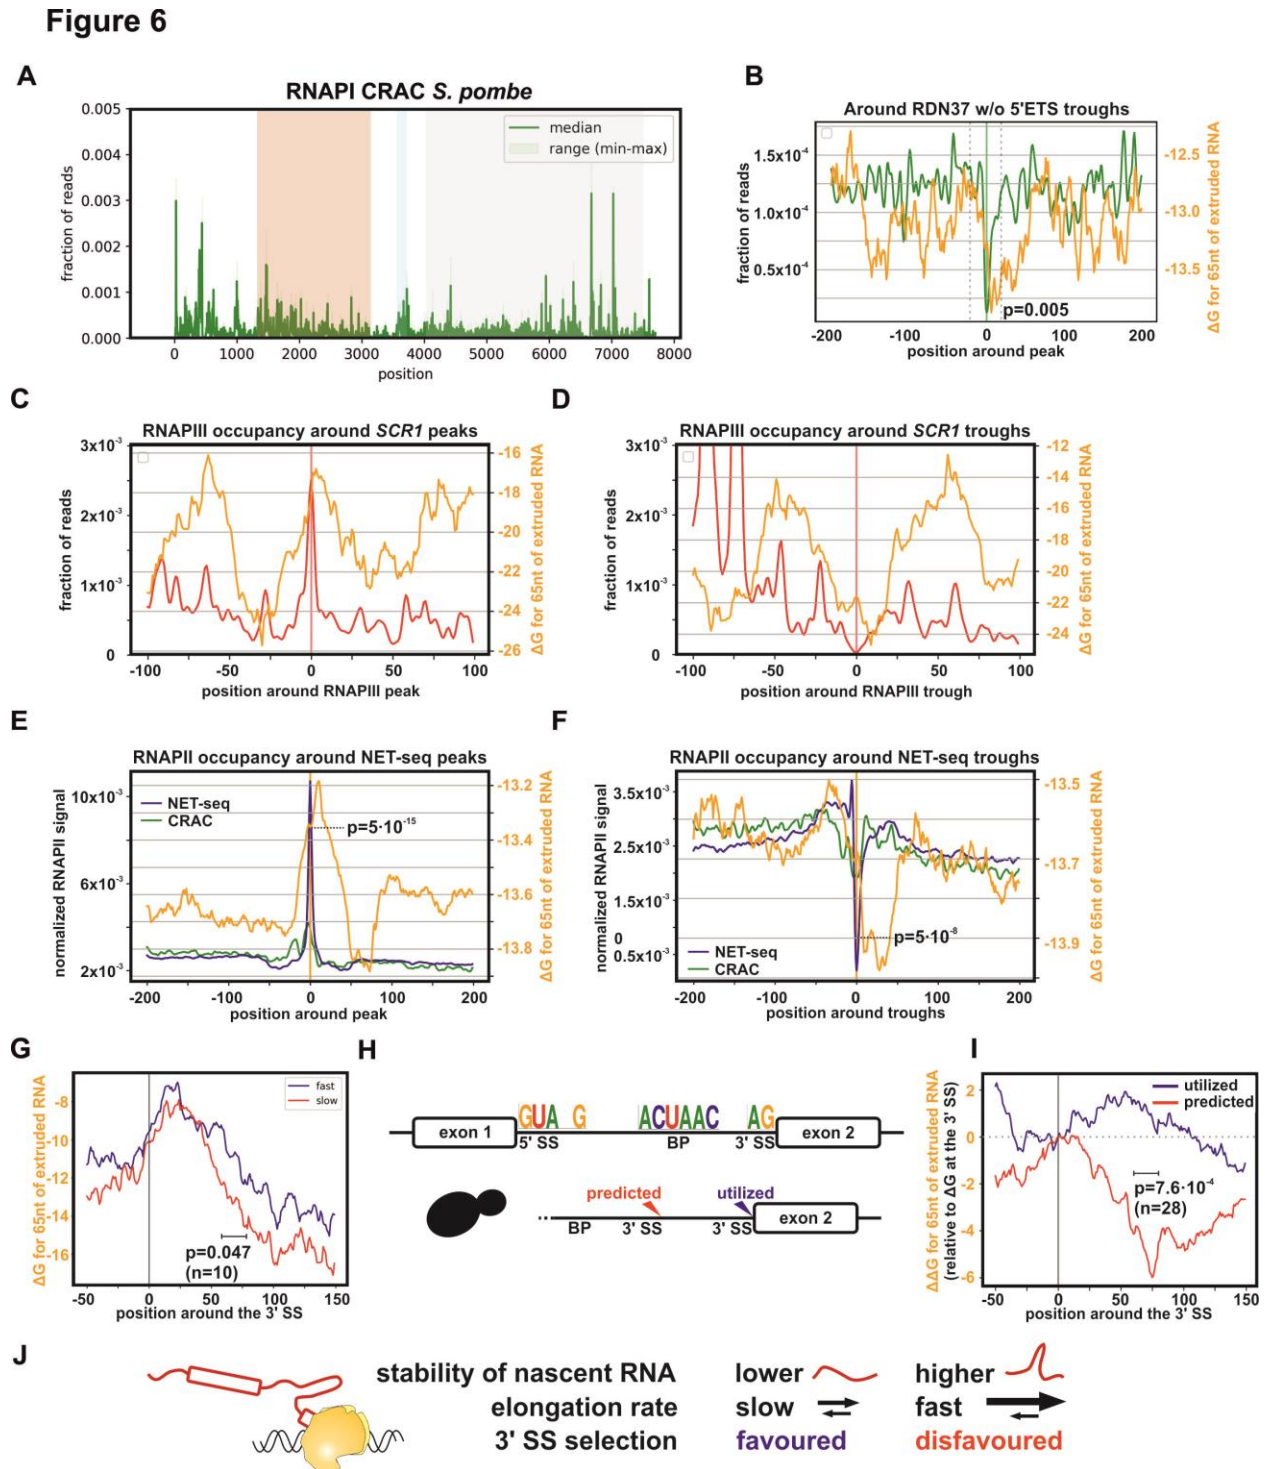 Figure 6
A
RNAPI CRAC S. pombe
fraction of reads
0.005
0.004
0.003
0.002
0.001
0.000
median
range (min-max)
0 1000 2000 3000 4000 5000 6000 7000 8000
position
B
Around RDN37 w/o 5'ETS troughs
fraction of reads
1.5x10⁻⁴
1.0x10⁻⁴
0.5x10⁻⁴
-12.5
-13.0
-13.5
ΔG for 65nt of extruded RNA
p=0.005
-200 -100 0 100 200
position around peak
C
RNAPIII occupancy around SCR1 peaks
fraction of reads
3x10⁻³
2x10⁻³
1x10⁻³
0
-16
-18
-20
-22
-24
-26
ΔG for 65nt of extruded RNA
-100 -50 0 50 100
position around RNAPIII peak
D
RNAPIII occupancy around SCR1 troughs
fraction of reads
3x10⁻³
2x10⁻³
1x10⁻³
0
-12
-14
-16
-18
-20
-22
-24
ΔG for 65nt of extruded RNA
-100 -50 0 50 100
position around RNAPIII trough
E
RNAPII occupancy around NET-seq peaks
normalized RNAPII signal
10x10⁻³
6x10⁻³
2x10⁻³
NET-seq
CRAC
p=5·10⁻¹⁵
-13.2
-13.4
-13.6
-13.8
ΔG for 65nt of extruded RNA
-200 -100 0 100 200
position around peak
F
RNAPII occupancy around NET-seq troughs
normalized RNAPII signal
3.5x10⁻³
2.5x10⁻³
1.5x10⁻³
0
0.5x10⁻³
NET-seq
CRAC
p=5·10⁻⁸
-13.5
-13.7
-13.9
ΔG for 65nt of extruded RNA
-200 -100 0 100 200
position around troughs
G
ΔG for 65nt of extruded RNA
-8
-10
-12
-14
-16
fast
slow
p=0.047
(n=10)
-50 0 50 100 150
position around the 3' SS
H
GUA G ACUAAC AG
exon 1 exon 2
5' SS BP 3' SS
predicted utilized
exon 2
BP 3' SS 3' SS
I
ΔΔG for 65nt of extruded RNA
(relative to ΔG at the 3' SS)
2
0
-2
-4
-6
utilized
predicted
p=7.6·10⁻⁴
(n=28)
-50 0 50 100 150
position around the 3' SS
J
stability of nascent RNA lower higher
elongation rate slow fast
3' SS selection favoured disfavoured